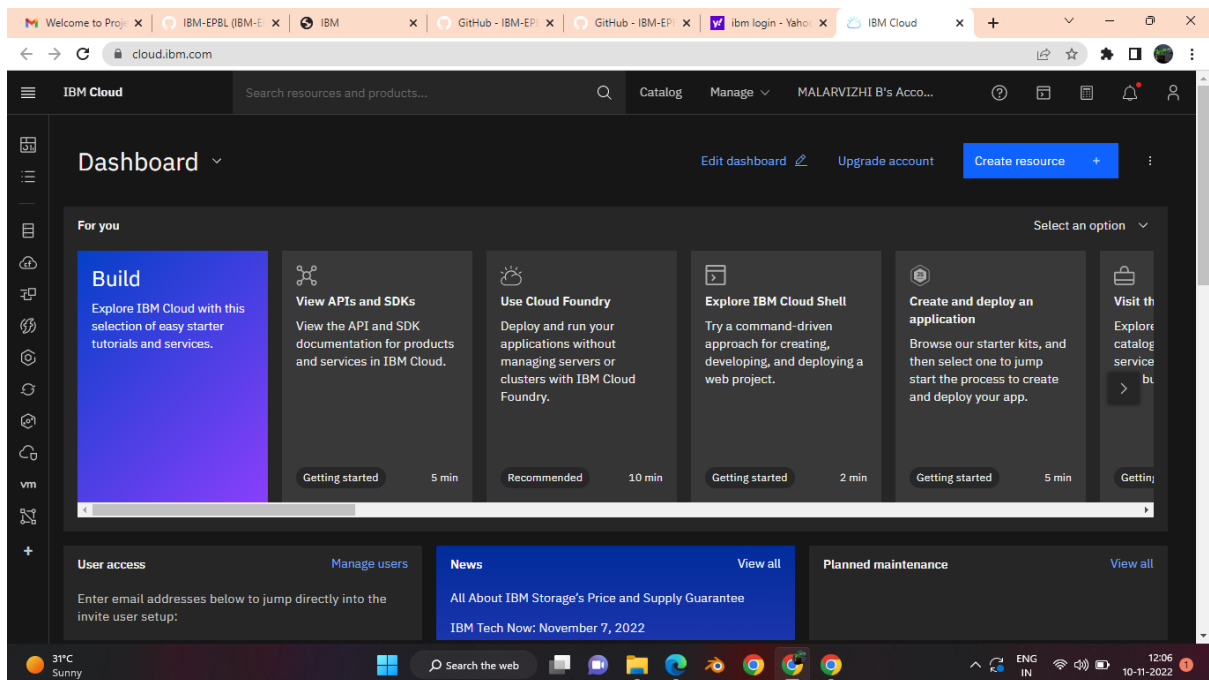 Welcome to Proje
IBM-EPBL (IBM-E
IBM
GitHub - IBM-EP
GitHub - IBM-EP
ibm login - Yahoo
IBM Cloud
cloud.ibm.com
IBM Cloud
Search resources and products...
Catalog
Manage
MALARVIZHI B's Acco...
Dashboard
Edit dashboard
Upgrade account
Create resource +
For you
Select an option
Build
Explore IBM Cloud with this
selection of easy starter
tutorials and services.
View APIs and SDKs
View the API and SDK
documentation for products
and services in IBM Cloud.
Getting started
5 min
Use Cloud Foundry
Deploy and run your
applications without
managing servers or
clusters with IBM Cloud
Foundry.
Recommended
10 min
Explore IBM Cloud Shell
Try a command-driven
approach for creating,
developing, and deploying a
web project.
Getting started
2 min
Create and deploy an
application
Browse our starter kits, and
then select one to jump
start the process to create
and deploy your app.
Getting started
5 min
Visit th
Explore
catalog
service
bu
Getting
vm
User access
Manage users
Enter email addresses below to jump directly into the
invite user setup:
News
View all
All About IBM Storage's Price and Supply Guarantee
IBM Tech Now: November 7, 2022
Planned maintenance
View all
31°C
Sunny
Search the web
ENG
IN
12:06
10-11-2022
1